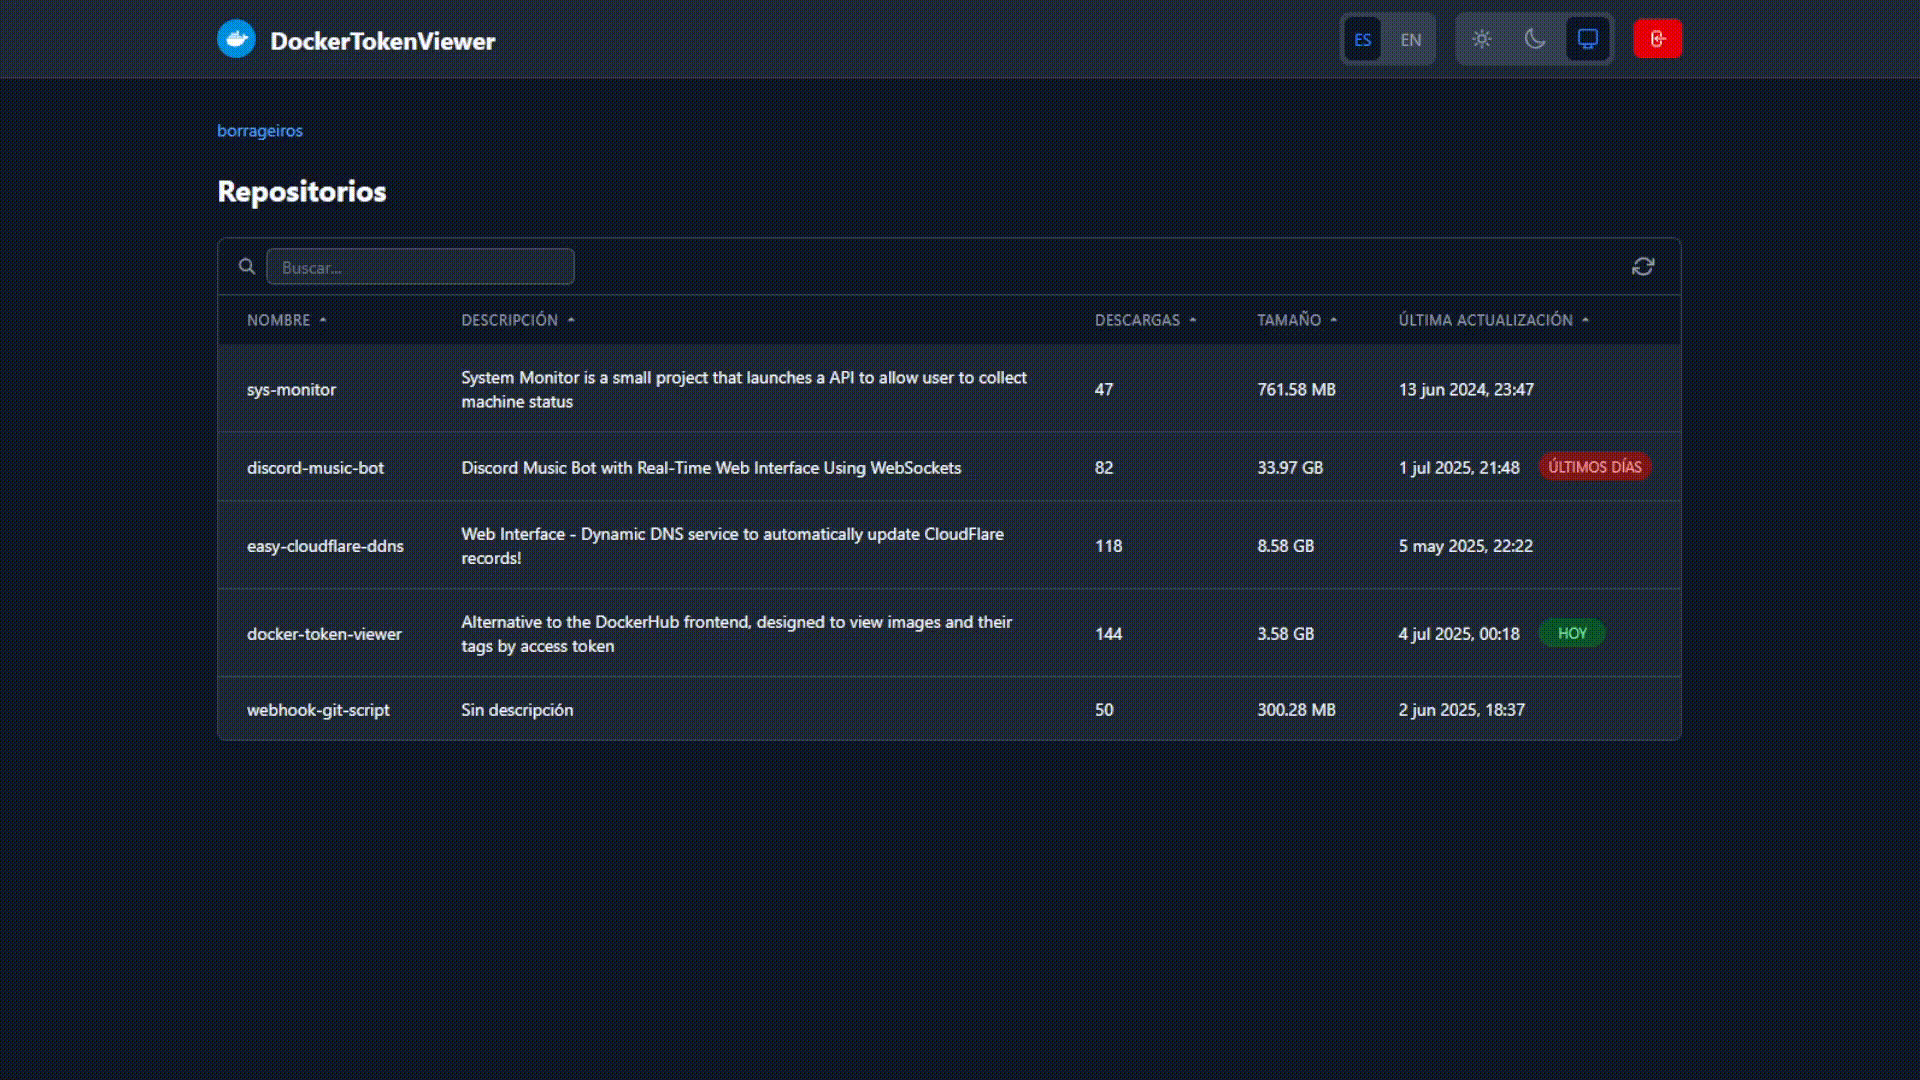 DockerTokenViewer
ES EN
borrageiros
Repositorios
Buscar...
NOMBRE DESCRIPCIÓN DESCARGAS TAMAÑO ÚLTIMA ACTUALIZACIÓN
sys-monitor System Monitor is a small project that launches a API to allow user to collect 47 761.58 MB 13 jun 2024, 23:47
machine status
discord-music-bot Discord Music Bot with Real-Time Web Interface Using WebSockets 82 33.97 GB 1 jul 2025, 21:48 ÚLTIMOS DÍAS
easy-cloudflare-ddns Web Interface - Dynamic DNS service to automatically update CloudFlare 118 8.58 GB 5 may 2025, 22:22
records!
docker-token-viewer Alternative to the DockerHub frontend, designed to view images and their 144 3.58 GB 4 jul 2025, 00:18 HOY
tags by access token
webhook-git-script Sin descripción 50 300.28 MB 2 jun 2025, 18:37